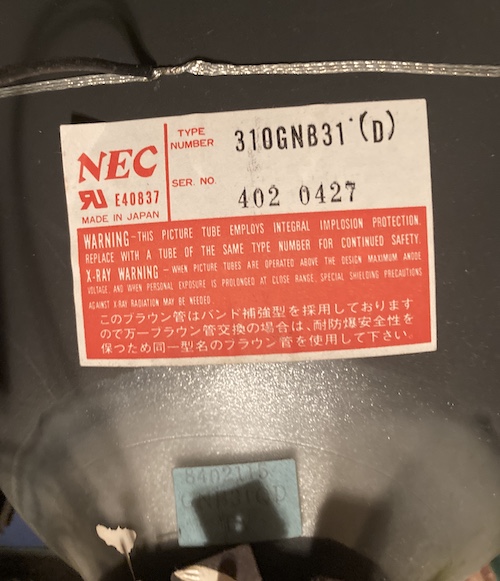 TYPE NUMBER 310GNB31 (D)
NEC
SER. NO. 402 0427
E40837
MADE IN JAPAN
WARNING-THIS PICTURE TUBE EMPLOYS INTEGRAL IMPLOSION PROTECTION.
REPLACE WITH A TUBE OF THE SAME TYPE NUMBER FOR CONTINUED SAFETY.
X-RAY WARNING - WHEN PICTURE TUBES ARE OPERATED ABOVE THE DESIGN MAXIMUM ANODE
VOLTAGE, AND WHEN PERSONAL EXPOSURE IS PROLONGED AT CLOSE RANGE, SPECIAL SHIELDING PRECAUTIONS
AGAINST X-RAY RADIATION MAY BE NEEDED.
このブラウン管はバンド補強型を採用しております
ので万一ブラウン管交換の場合は、耐防爆安全性を
保つため同一型名のブラウン管を使用して下さい。